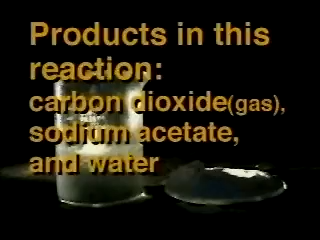 Products in this
reaction:
carbon dioxide(gas),
sodium acetate,
and water